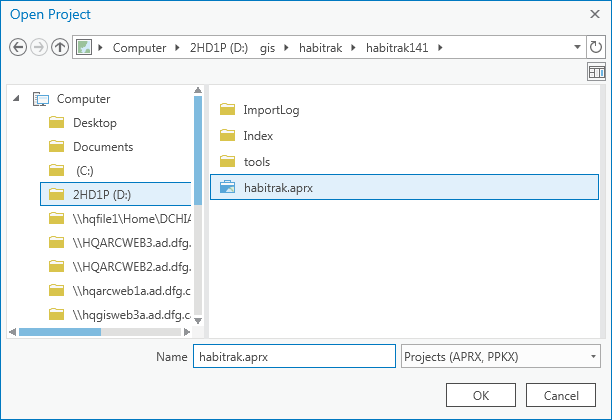 Open Project
Computer 2HD1P (D:) gis habitrak habitrak141
Computer
Desktop
Documents
(C:)
2HD1P (D:)
\\hqfile1\Home\DCHIA
\\HQARCWEB3.ad.dfg.
\\HQARCWEB2.ad.dfg.
\\hqarcweb1a.ad.dfg.c
\\hqgisweb3a.ad.dfg.c
ImportLog
Index
tools
habitrak.aprx
Name habitrak.aprx Projects (APRX, PPKX)
OK Cancel